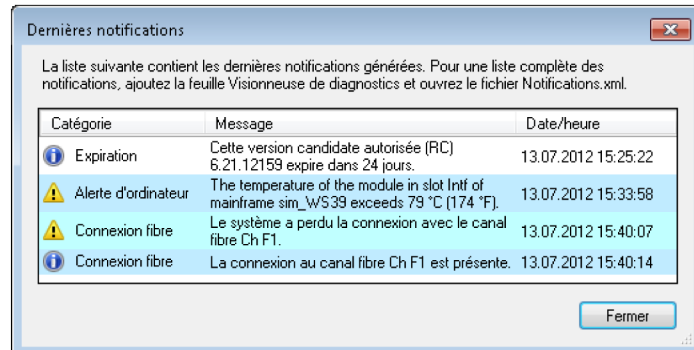 Dernières notifications
La liste suivante contient les dernières notifications générées. Pour une liste complète des
notifications, ajoutez la feuille Visionneuse de diagnostics et ouvrez le fichier Notifications.xml.
Catégorie Message Date/heure
Expiration Cette version candidate autorisée (RC)
6.21.12159 expire dans 24 jours. 13.07.2012 15:25:22
Alerte d'ordinateur The temperature of the module in slot Intf of
mainframe sim_WS39 exceeds 79 °C (174 °F). 13.07.2012 15:33:58
Connexion fibre Le système a perdu la connexion avec le canal
fibre Ch F1. 13.07.2012 15:40:07
Connexion fibre La connexion au canal fibre Ch F1 est présente. 13.07.2012 15:40:14
Fermer